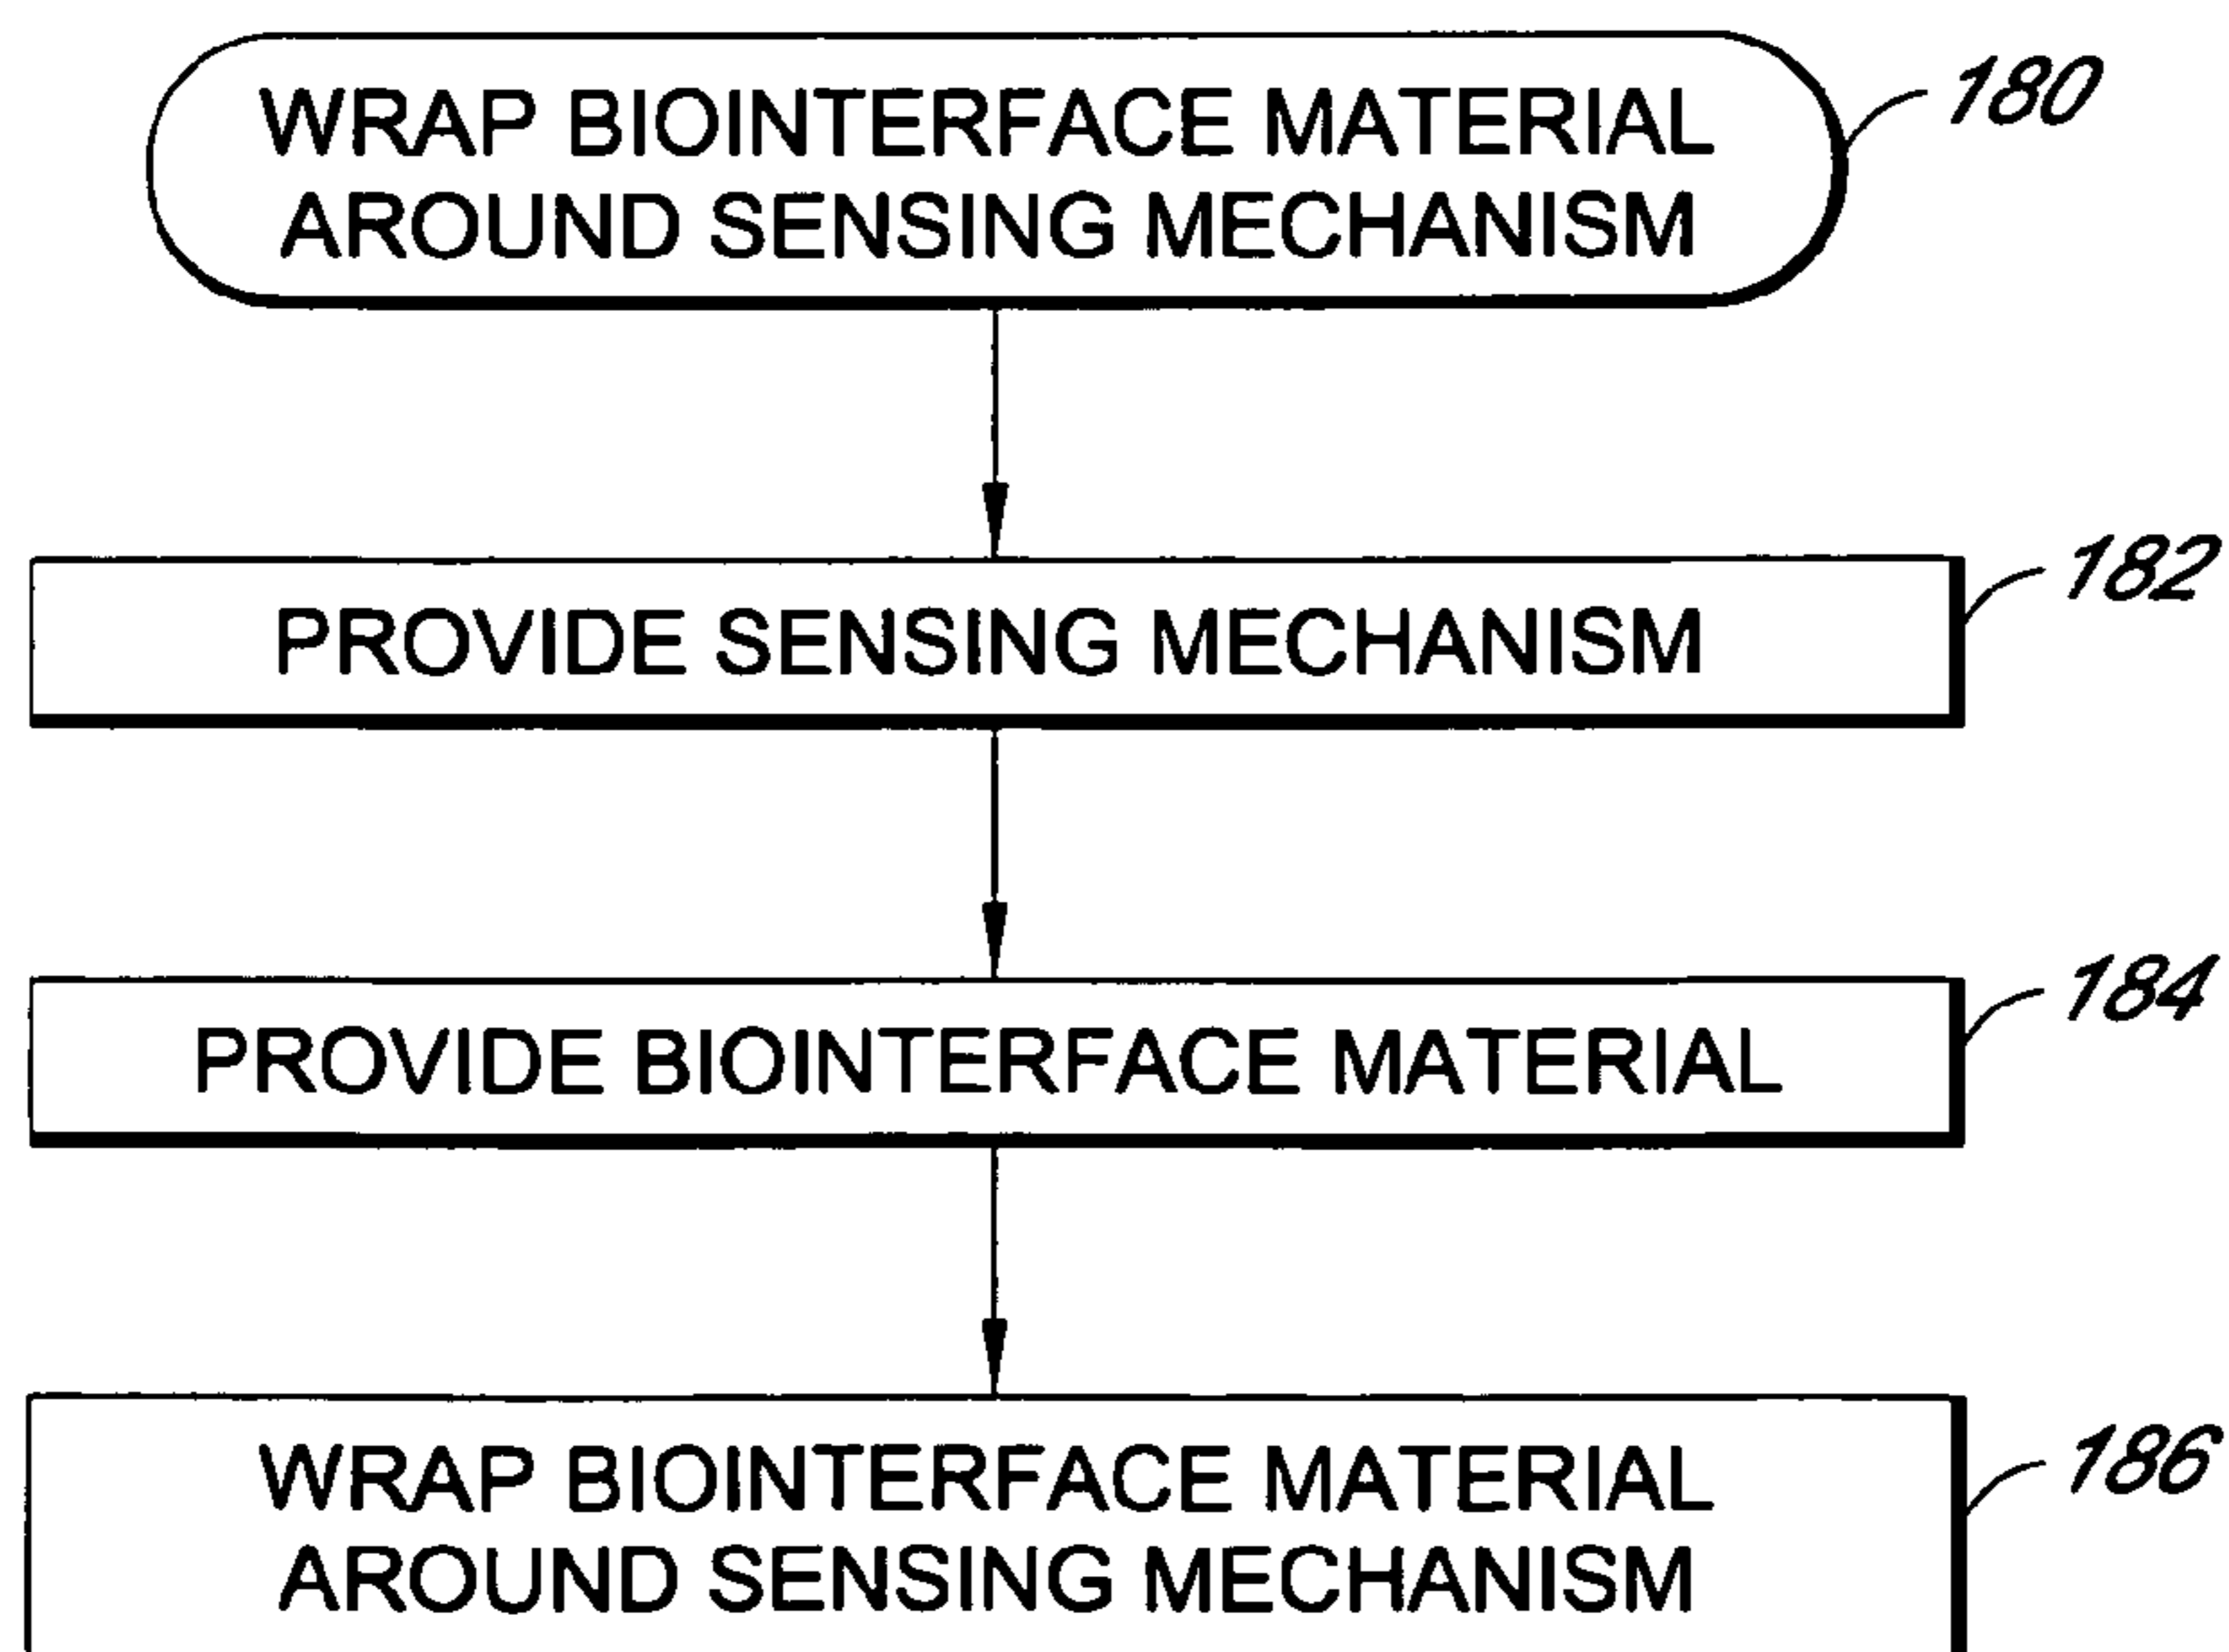 WRAP BIOINTERFACE MATERIAL
AROUND SENSING MECHANISM
180
PROVIDE SENSING MECHANISM
182
PROVIDE BIOINTERFACE MATERIAL
184
WRAP BIOINTERFACE MATERIAL
AROUND SENSING MECHANISM
186